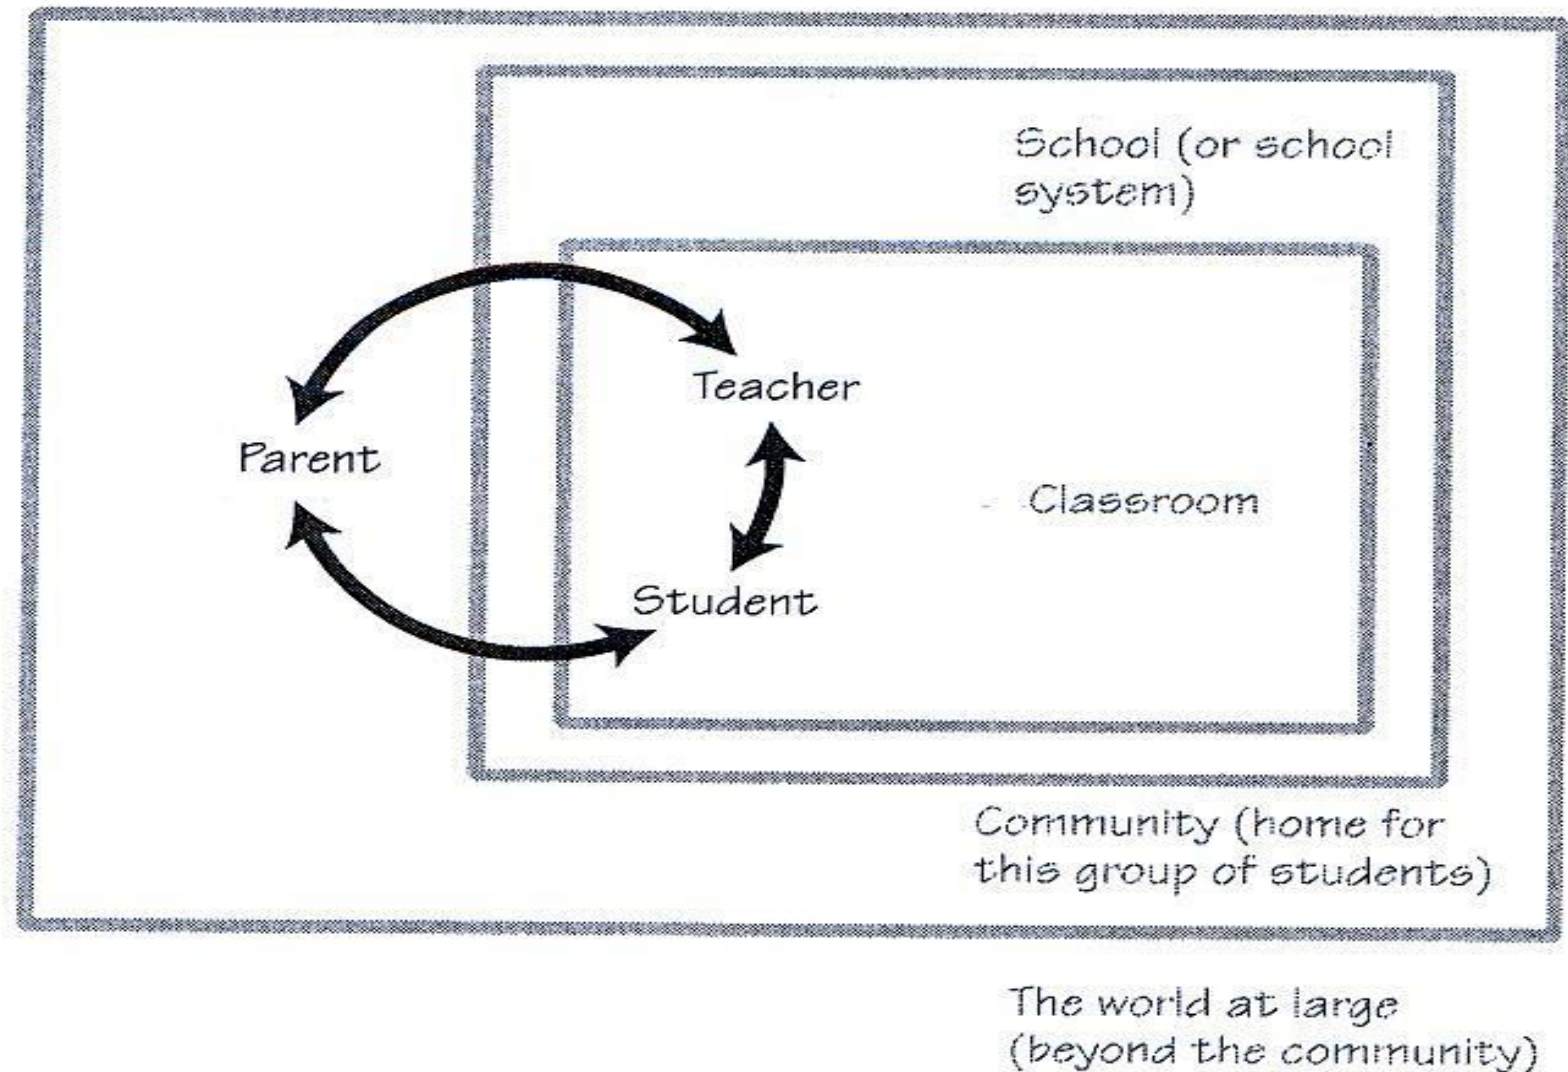 School (or school
system)
Teacher
Parent
Classroom
Student
Community (home for
this group of students)
The world at large
(beyond the community)